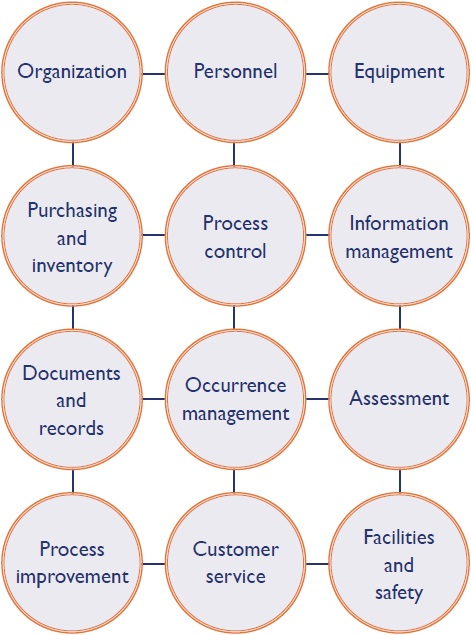 Organization
Personnel
Equipment
Purchasing
and
inventory
Process
control
Information
management
Documents
and
records
Occurrence
management
Assessment
Process
improvement
Customer
service
Facilities
and
safety